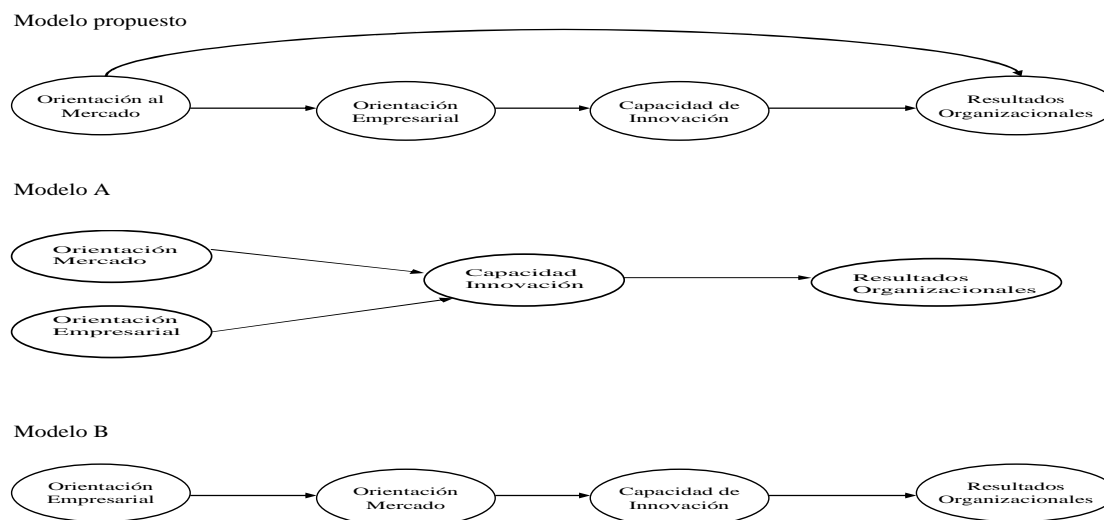 Modelo propuesto
Orientación al
Mercado
Orientación
Empresarial
Capacidad de
Innovación
Resultados
Organizacionales
Modelo A
Orientación
Mercado
Capacidad
Innovación
Resultados
Organizacionales
Orientación
Empresarial
Modelo B
Orientación
Empresarial
Orientación
Mercado
Capacidad de
Innovación
Resultados
Organizacionales